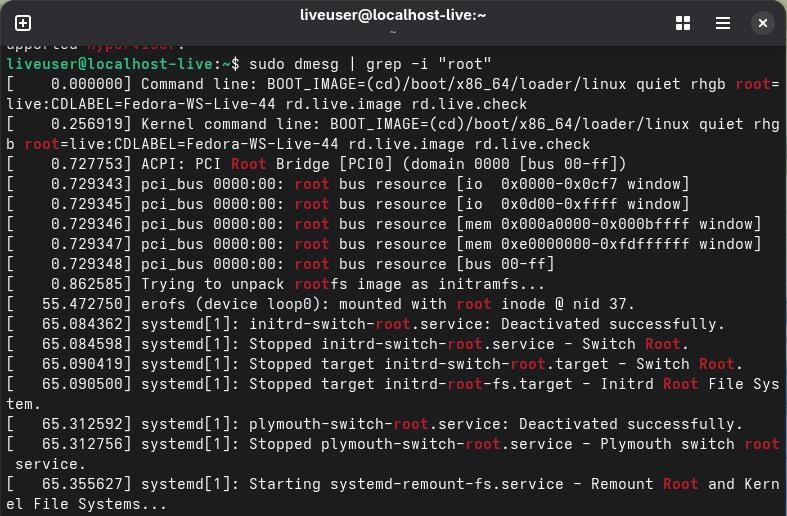 liveuser@localhost-live:~
~
upported hypervisor.
liveuser@localhost-live:~$ sudo dmesg | grep -i "root"
[    0.000000] Command line: BOOT_IMAGE=(cd)/boot/x86_64/loader/linux quiet rhgb root=
live:CDLABEL=Fedora-WS-Live-44 rd.live.image rd.live.check
[    0.256919] Kernel command line: BOOT_IMAGE=(cd)/boot/x86_64/loader/linux quiet rhg
b root=live:CDLABEL=Fedora-WS-Live-44 rd.live.image rd.live.check
[    0.727753] ACPI: PCI Root Bridge [PCI0] (domain 0000 [bus 00-ff])
[    0.729343] pci_bus 0000:00: root bus resource [io  0x0000-0x0cf7 window]
[    0.729345] pci_bus 0000:00: root bus resource [io  0x0d00-0xffff window]
[    0.729346] pci_bus 0000:00: root bus resource [mem 0x000a0000-0x000bffff window]
[    0.729347] pci_bus 0000:00: root bus resource [mem 0xe0000000-0xfdffffff window]
[    0.729348] pci_bus 0000:00: root bus resource [bus 00-ff]
[    0.862585] Trying to unpack rootfs image as initramfs...
[   55.472750] erofs (device loop0): mounted with root inode @ nid 37.
[   65.084362] systemd[1]: initrd-switch-root.service: Deactivated successfully.
[   65.084598] systemd[1]: Stopped initrd-switch-root.service - Switch Root.
[   65.090419] systemd[1]: Stopped target initrd-switch-root.target - Switch Root.
[   65.090500] systemd[1]: Stopped target initrd-root-fs.target - Initrd Root File Sys
tem.
[   65.312592] systemd[1]: plymouth-switch-root.service: Deactivated successfully.
[   65.312756] systemd[1]: Stopped plymouth-switch-root.service - Plymouth switch root
 service.
[   65.355627] systemd[1]: Starting systemd-remount-fs.service - Remount Root and Kern
el File Systems...